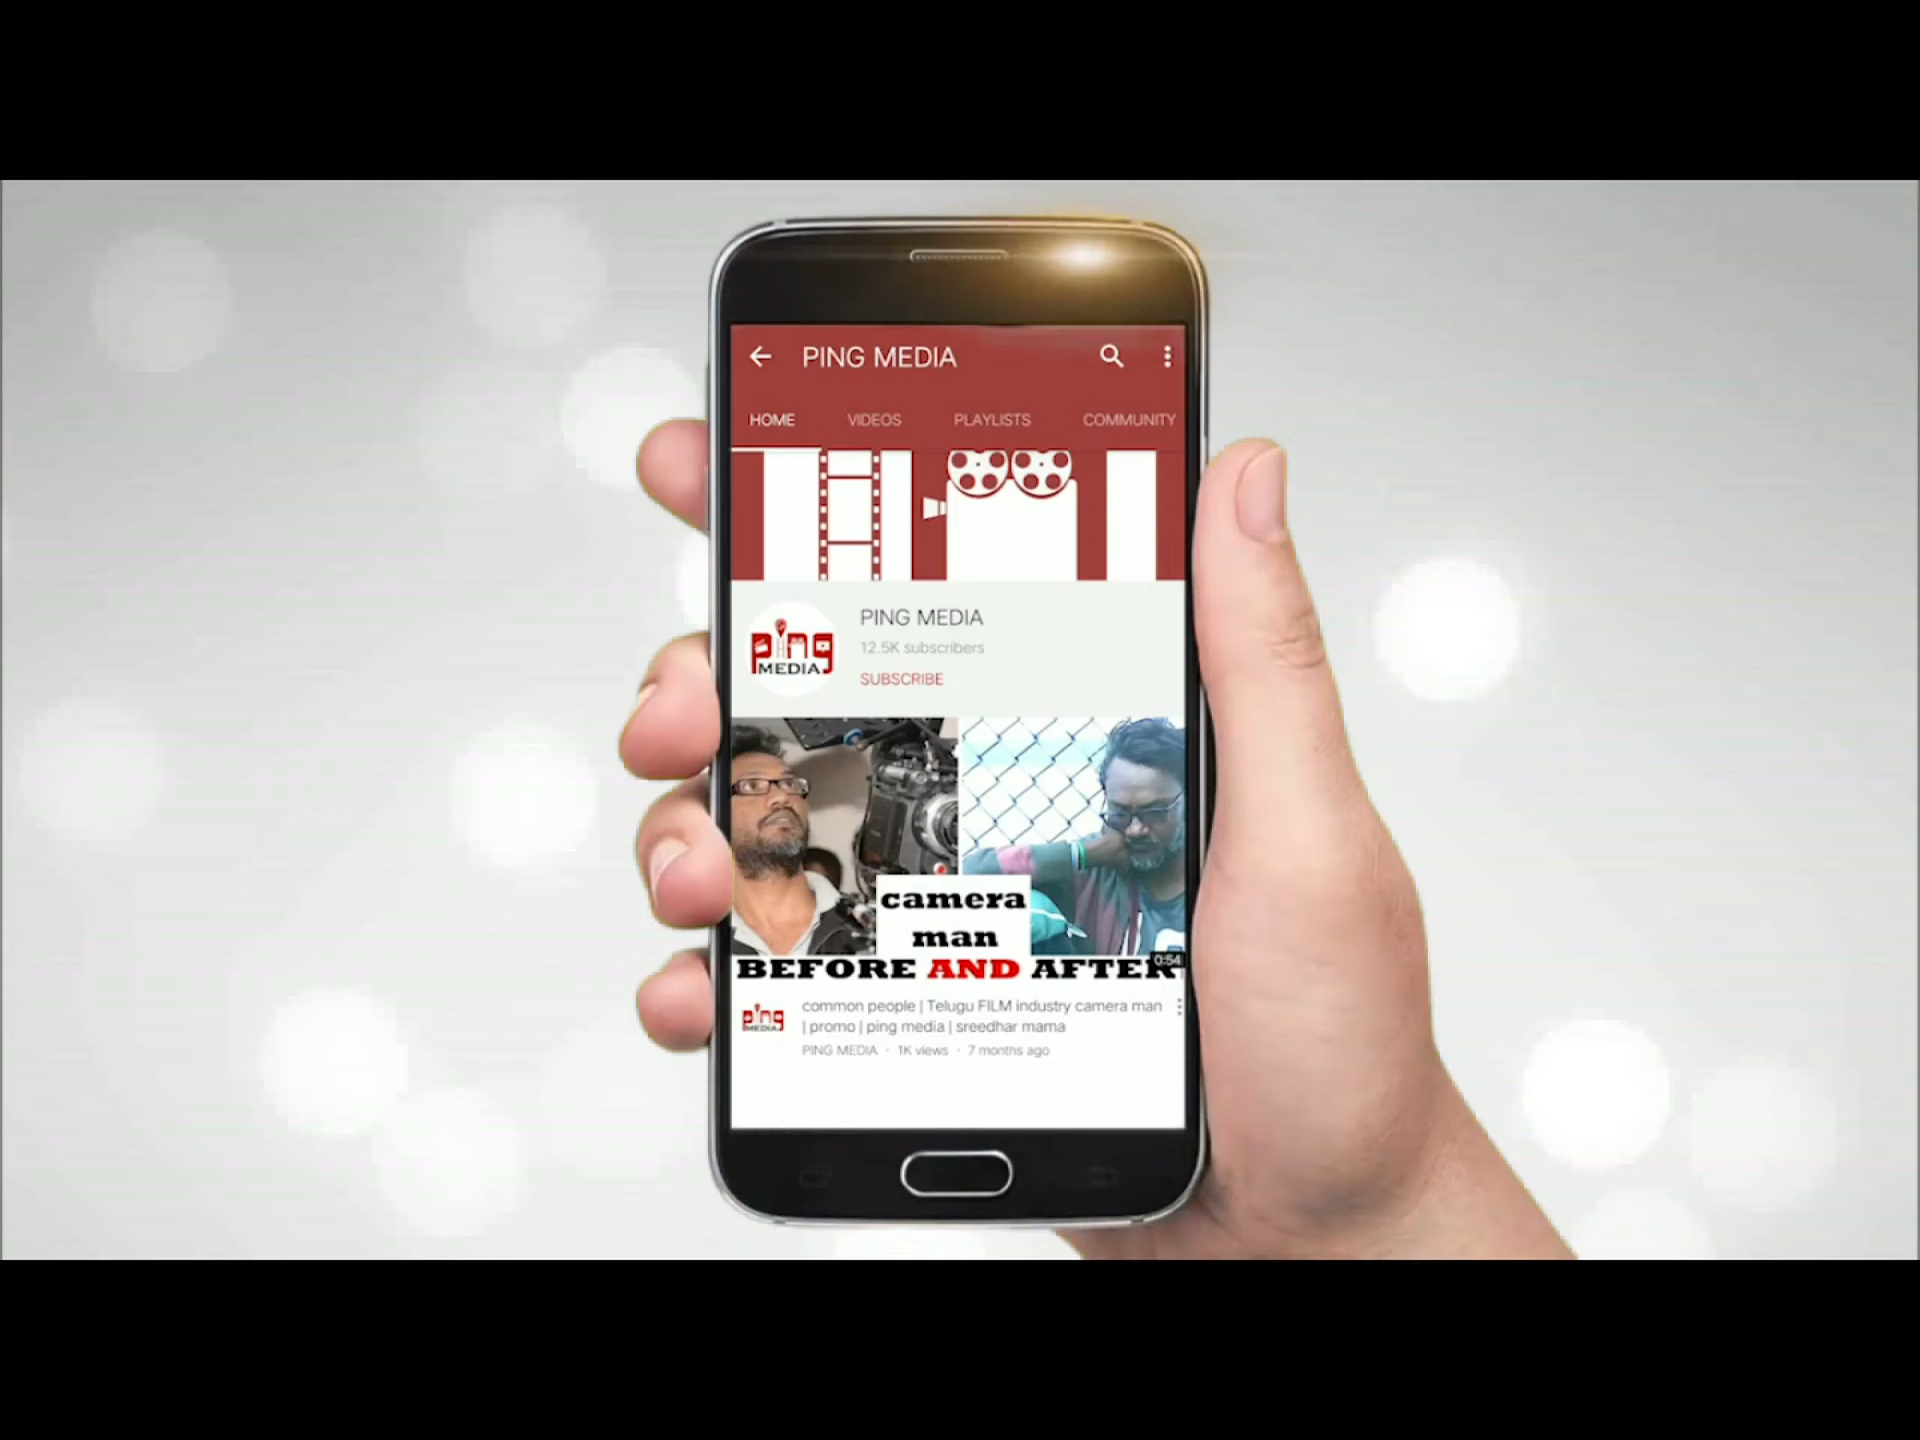 PING MEDIA
HOME VIDEOS PLAYLISTS COMMUNITY
ping
MEDIA
PING MEDIA
12.5K subscribers
SUBSCRIBE
camera
man
BEFORE AND AFTER
0:54
ping
MEDIA
common people | Telugu FILM industry camera man
| promo | ping media | sreedhar mama
PING MEDIA · 1K views · 7 months ago